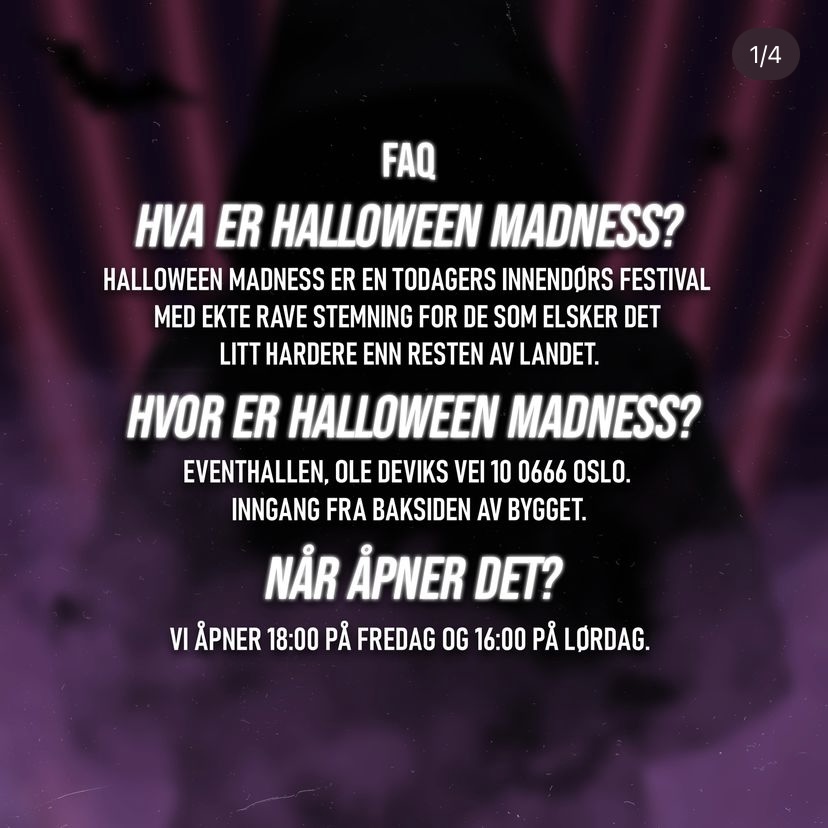 1/4
FAQ
HVA ER HALLOWEEN MADNESS?
HALLOWEEN MADNESS ER EN TODAGERS INNENDØRS FESTIVAL
MED EKTE RAVE STEMNING FOR DE SOM ELSKER DET
LITT HARDERE ENN RESTEN AV LANDET.
HVOR ER HALLOWEEN MADNESS?
EVENTHALLEN, OLE DEVIKS VEI 10 0666 OSLO.
INNGANG FRA BAKSIDEN AV BYGGET.
NÅR ÅPNER DET?
VI ÅPNER 18:00 PÅ FREDAG OG 16:00 PÅ LØRDAG.